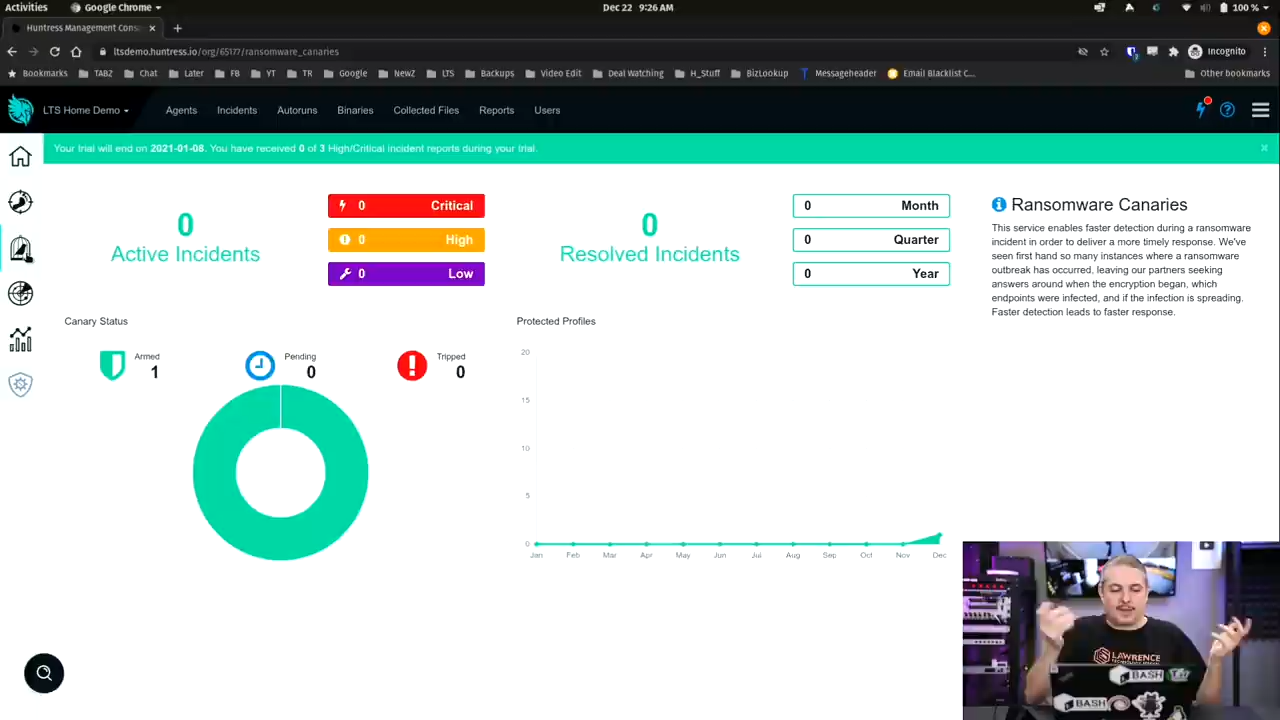 Activities
Google Chrome
Dec 22 9:26 AM
100 %
Huntress Management Cons
ltsdemo.huntress.io/org/65177/ransomware_canaries
Incognito
Bookmarks
TABZ
Chat
Later
FB
YT
TR
Google
NewZ
LTS
Backups
Video Edit
Deal Watching
H_Stuff
BizLookup
Messageheader
Email Blacklist C...
Other bookmarks
LTS Home Demo
Agents
Incidents
Autoruns
Binaries
Collected Files
Reports
Users
Your trial will end on 2021-01-08. You have received 0 of 3 High/Critical incident reports during your trial.
0
Active Incidents
0 Critical
0 High
0 Low
0
Resolved Incidents
0 Month
0 Quarter
0 Year
Ransomware Canaries
This service enables faster detection during a ransomware
incident in order to deliver a more timely response. We've
seen first hand so many instances where a ransomware
outbreak has occurred, leaving our partners seeking
answers around when the encryption began, which
endpoints were infected, and if the infection is spreading.
Faster detection leads to faster response.
Canary Status
Armed
1
Pending
0
Tripped
0
Protected Profiles
20
15
10
5
0
Jan Feb Mar Apr May Jun Jul Aug Sep Oct Nov Dec
LAWRENCE
BASH
BASH